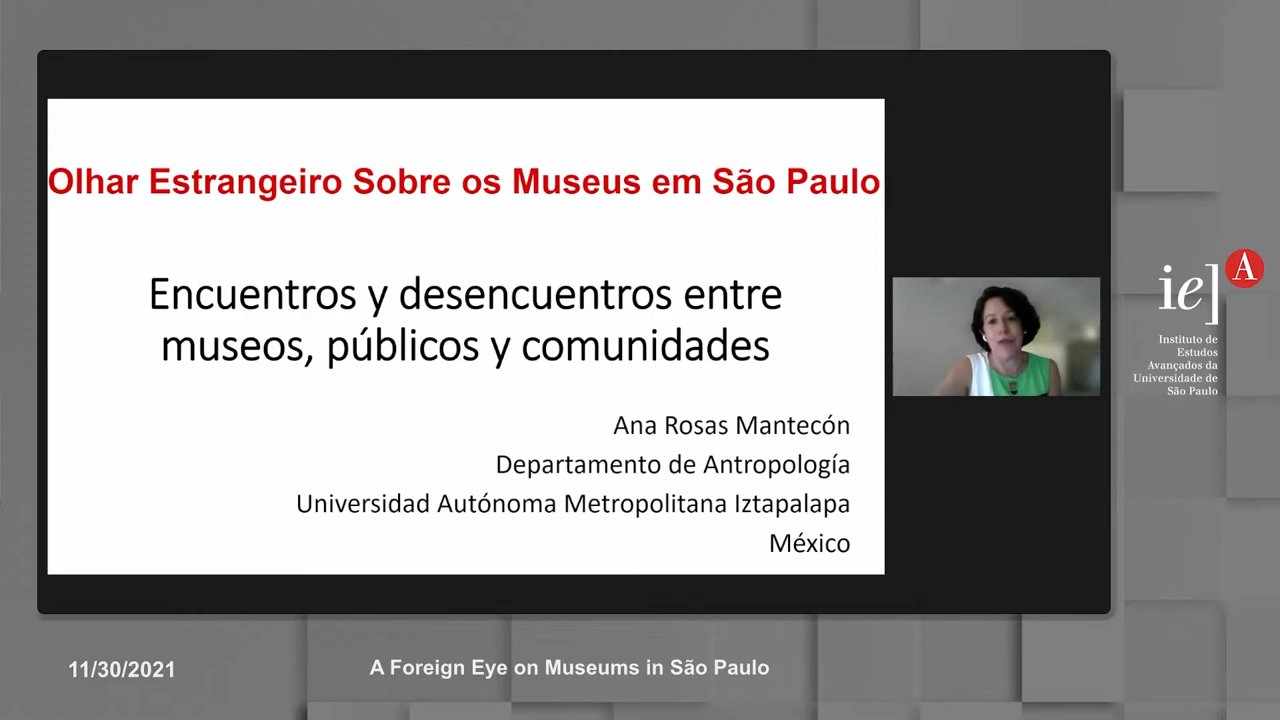 Olhar Estrangeiro Sobre os Museus em São Paulo
Encuentros y desencuentros entre
museos, públicos y comunidades
Ana Rosas Mantecón
Departamento de Antropología
Universidad Autónoma Metropolitana Iztapalapa
México
ie] A
Instituto de
Estudos
Avançados da
Universidade de
São Paulo
11/30/2021
A Foreign Eye on Museums in São Paulo